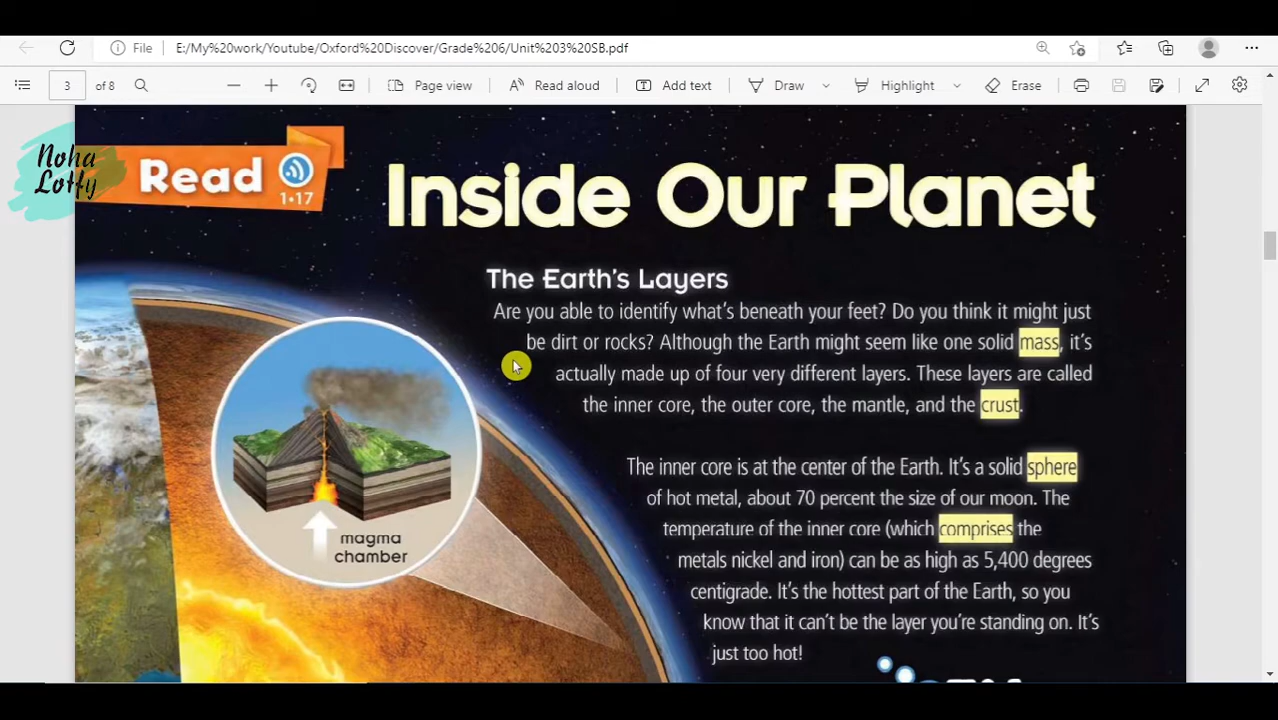 File
E:/My%20work/Youtube/Oxford%20Discover/Grade%206/Unit%203%20SB.pdf
3 of 8
Page view
Read aloud
Add text
Draw
Highlight
Erase
Noha
Lotfy
Read
1•17
Inside Our Planet
The Earth's Layers
Are you able to identify what's beneath your feet? Do you think it might just
be dirt or rocks? Although the Earth might seem like one solid mass, it's
actually made up of four very different layers. These layers are called
the inner core, the outer core, the mantle, and the crust.
The inner core is at the center of the Earth. It's a solid sphere
of hot metal, about 70 percent the size of our moon. The
temperature of the inner core (which comprises the
metals nickel and iron) can be as high as 5,400 degrees
centigrade. It's the hottest part of the Earth, so you
know that it can't be the layer you're standing on. It's
just too hot!
magma
chamber